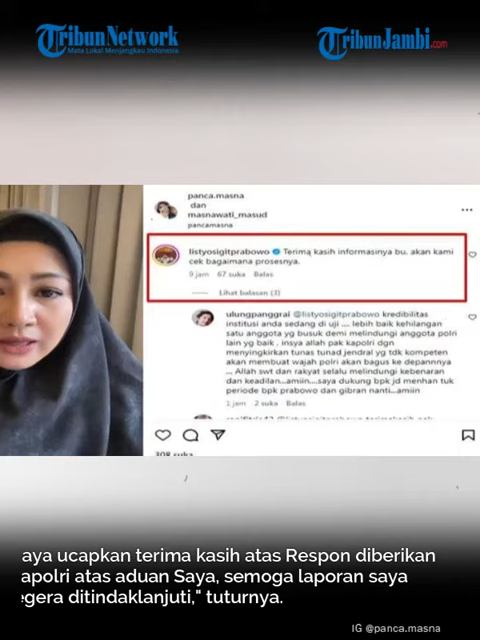 TribunNetwork
Mata Lokal Menjangkau Indonesia
TribunJambi.com
panca.masna
dan
masnawati_masud
pancamasna
listyosigitprabowo Terima kasih informasinya bu, akan kami
cek bagaimana prosesnya.
9 jam 67 suka Balas
Lihat balasan (3)
ulungpanggral @listyosigitprabowo kredibilitas
institusi anda sedang di uji .... lebih baik kehilangan
satu anggota yg busuk demi melindungi anggota polri
lain yg baik , insya allah pak kapolri dgn
menyingkirkan tunas tunad jendral yg tdk kompeten
akan membuat wajah polri akan bagus ke depannnya
... Allah swt dan rakyat selalu melindungi kebenaran
dan keadilan...amiin....saya dukung bpk jd menhan tuk
periode bpk prabowo dan gibran nanti...amiin
1 jam 2 suka Balas
308 suka
aya ucapkan terima kasih atas Respon diberikan
apolri atas aduan Saya, semoga laporan saya
egera ditindaklanjuti," tuturnya.
IG @panca.masna